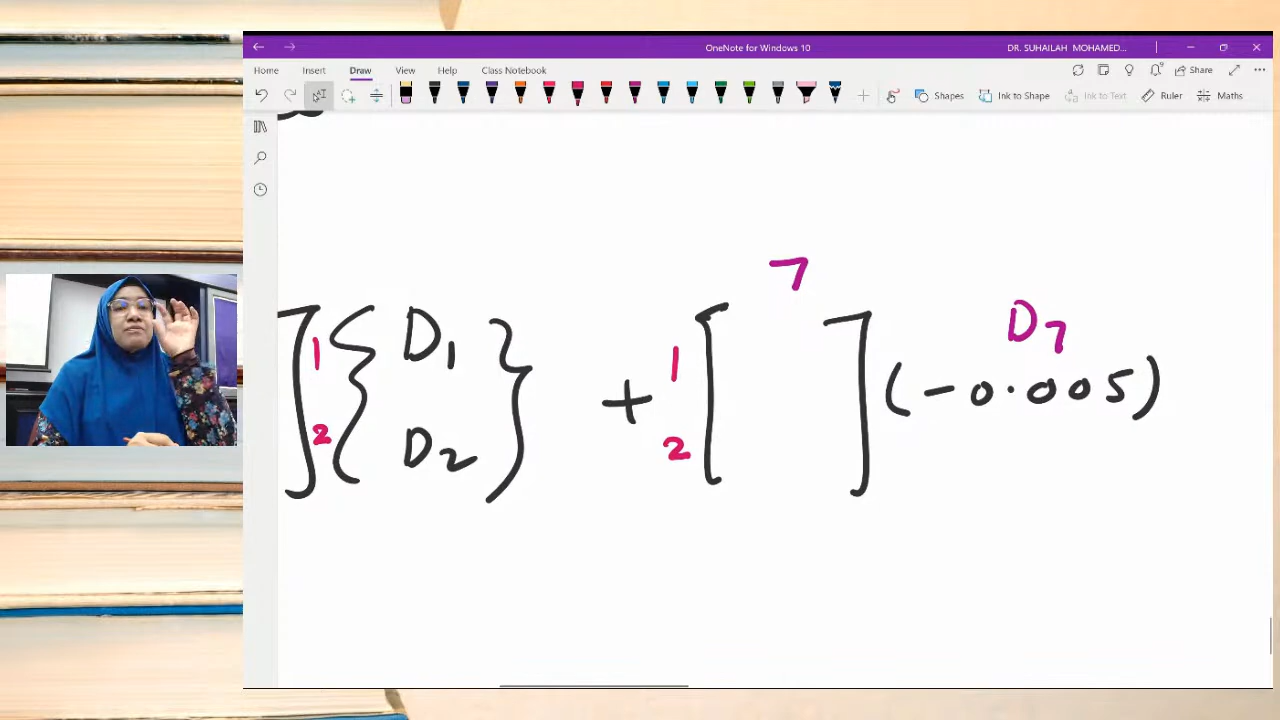 OneNote for Windows 10
DR. SUHAILAH MOHAMED...
Home Insert Draw View Help Class Notebook
Share
Shapes Ink to Shape Ink to Text Ruler Maths
7
] 1 { D1 } + 1 [ ] D7
2 D2 2 (-0.005)